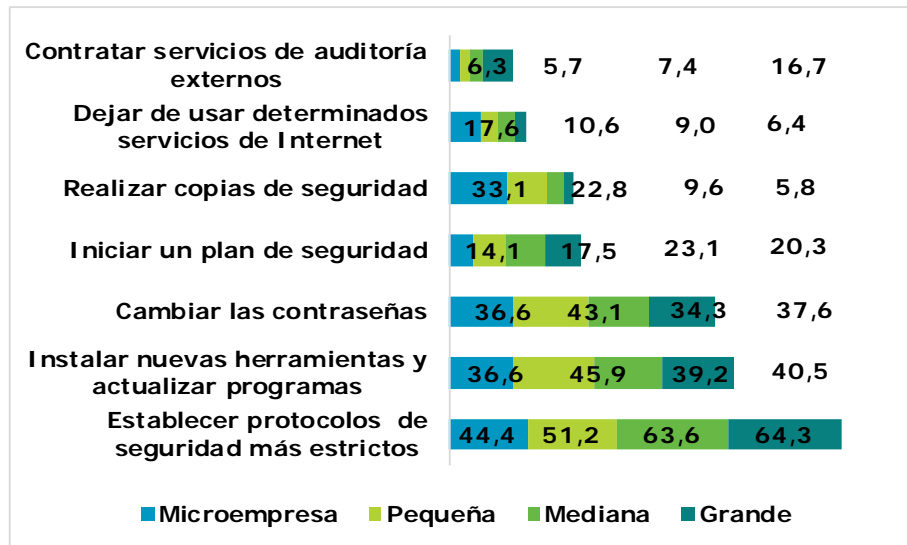 Contratar servicios de auditoría
externos
6,3 5,7 7,4 16,7
Dejar de usar determinados
servicios de Internet
17,6 10,6 9,0 6,4
Realizar copias de seguridad
33,1 22,8 9,6 5,8
Iniciar un plan de seguridad
14,1 17,5 23,1 20,3
Cambiar las contraseñas
36,6 43,1 34,3 37,6
Instalar nuevas herramientas y
actualizar programas
36,6 45,9 39,2 40,5
Establecer protocolos de
seguridad más estrictos
44,4 51,2 63,6 64,3
Microempresa Pequeña Mediana Grande